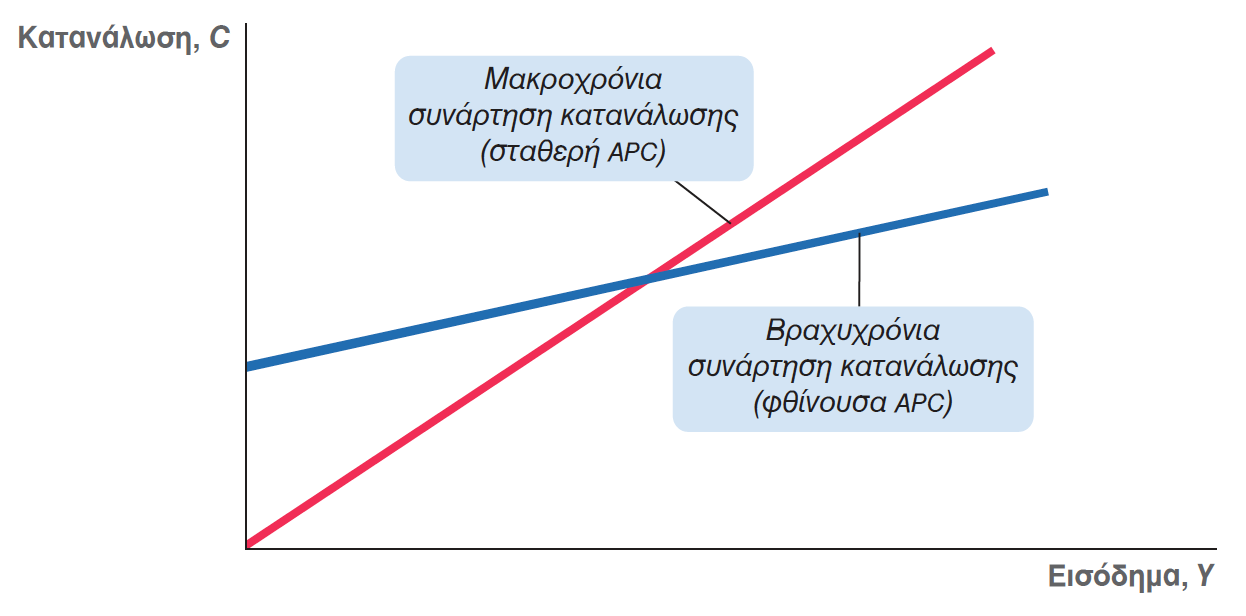 Κατανάλωση, C
Μακροχρόνια
συνάρτηση κατανάλωσης
(σταθερή APC)
Βραχυχρόνια
συνάρτηση κατανάλωσης
(φθίνουσα APC)
Εισόδημα, Y